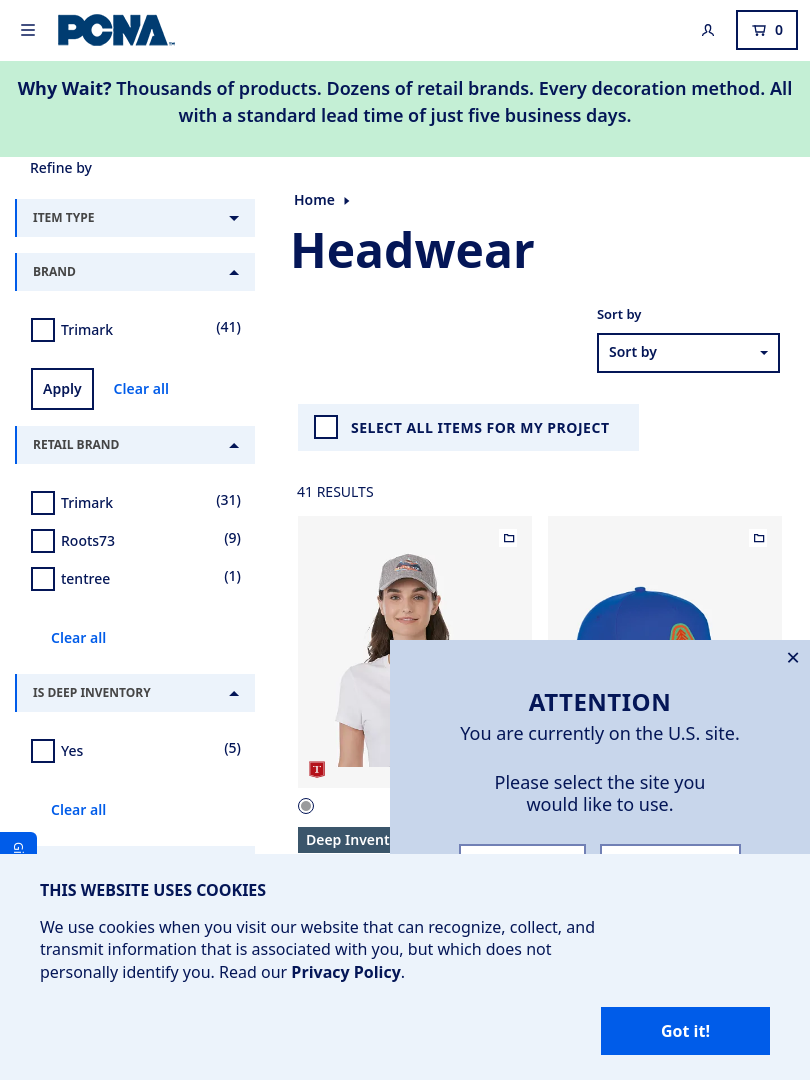 PCNA
0
Why Wait? Thousands of products. Dozens of retail brands. Every decoration method. All
with a standard lead time of just five business days.
Refine by
ITEM TYPE
BRAND
Trimark (41)
Apply Clear all
RETAIL BRAND
Trimark (31)
Roots73 (9)
tentree (1)
Clear all
IS DEEP INVENTORY
Yes (5)
Clear all
Home
Headwear
Sort by
Sort by
SELECT ALL ITEMS FOR MY PROJECT
41 RESULTS
T
Deep Invent
ATTENTION
You are currently on the U.S. site.
Please select the site you
would like to use.
THIS WEBSITE USES COOKIES
We use cookies when you visit our website that can recognize, collect, and
transmit information that is associated with you, but which does not
personally identify you. Read our Privacy Policy.
Got it!